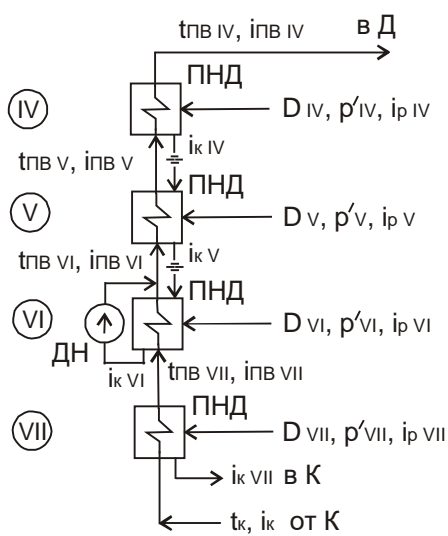 tПВ IV, iПВ IV
в Д
ПНД
IV
D IV, p′IV, iр IV
iк IV
tПВ V, iПВ V
ПНД
V
D V, p′V, iр V
iк V
tПВ VI, iПВ VI
ПНД
VI
D VI, p′VI, iр VI
ДН
iк VI
tПВ VII, iПВ VII
ПНД
VII
D VII, p′VII, iр VII
iк VII в К
tк, iк от К